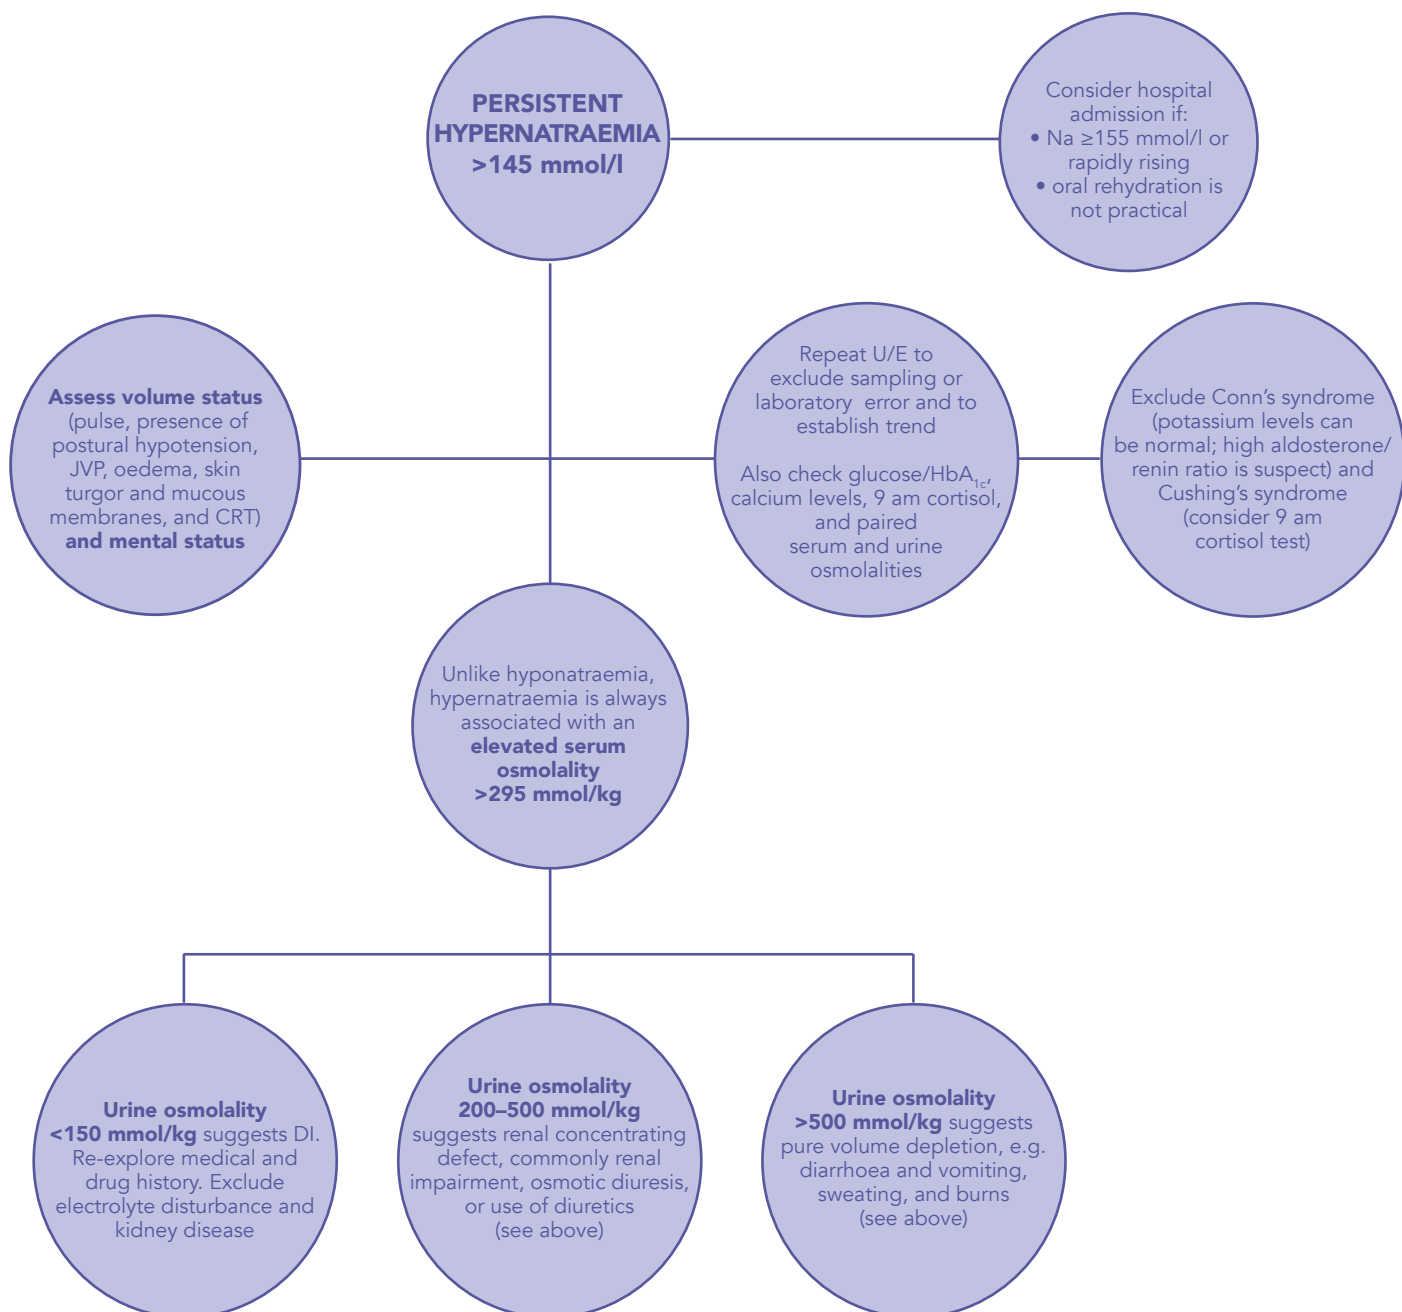 PERSISTENT
HYPERNATRAEMIA
>145 mmol/l
Consider hospital
admission if:
• Na ≥155 mmol/l or
rapidly rising
• oral rehydration is
not practical
Assess volume status
(pulse, presence of
postural hypotension,
JVP, oedema, skin
turgor and mucous
membranes, and CRT)
and mental status
Repeat U/E to
exclude sampling or
laboratory error and to
establish trend
Also check glucose/HbA1c,
calcium levels, 9 am cortisol,
and paired
serum and urine
osmolalities
Exclude Conn’s syndrome
(potassium levels can
be normal; high aldosterone/
renin ratio is suspect) and
Cushing’s syndrome
(consider 9 am
cortisol test)
Unlike hyponatraemia,
hypernatraemia is always
associated with an
elevated serum
osmolality
>295 mmol/kg
Urine osmolality
<150 mmol/kg suggests DI.
Re-explore medical and
drug history. Exclude
electrolyte disturbance and
kidney disease
Urine osmolality
200–500 mmol/kg
suggests renal concentrating
defect, commonly renal
impairment, osmotic diuresis,
or use of diuretics
(see above)
Urine osmolality
>500 mmol/kg suggests
pure volume depletion, e.g.
diarrhoea and vomiting,
sweating, and burns
(see above)